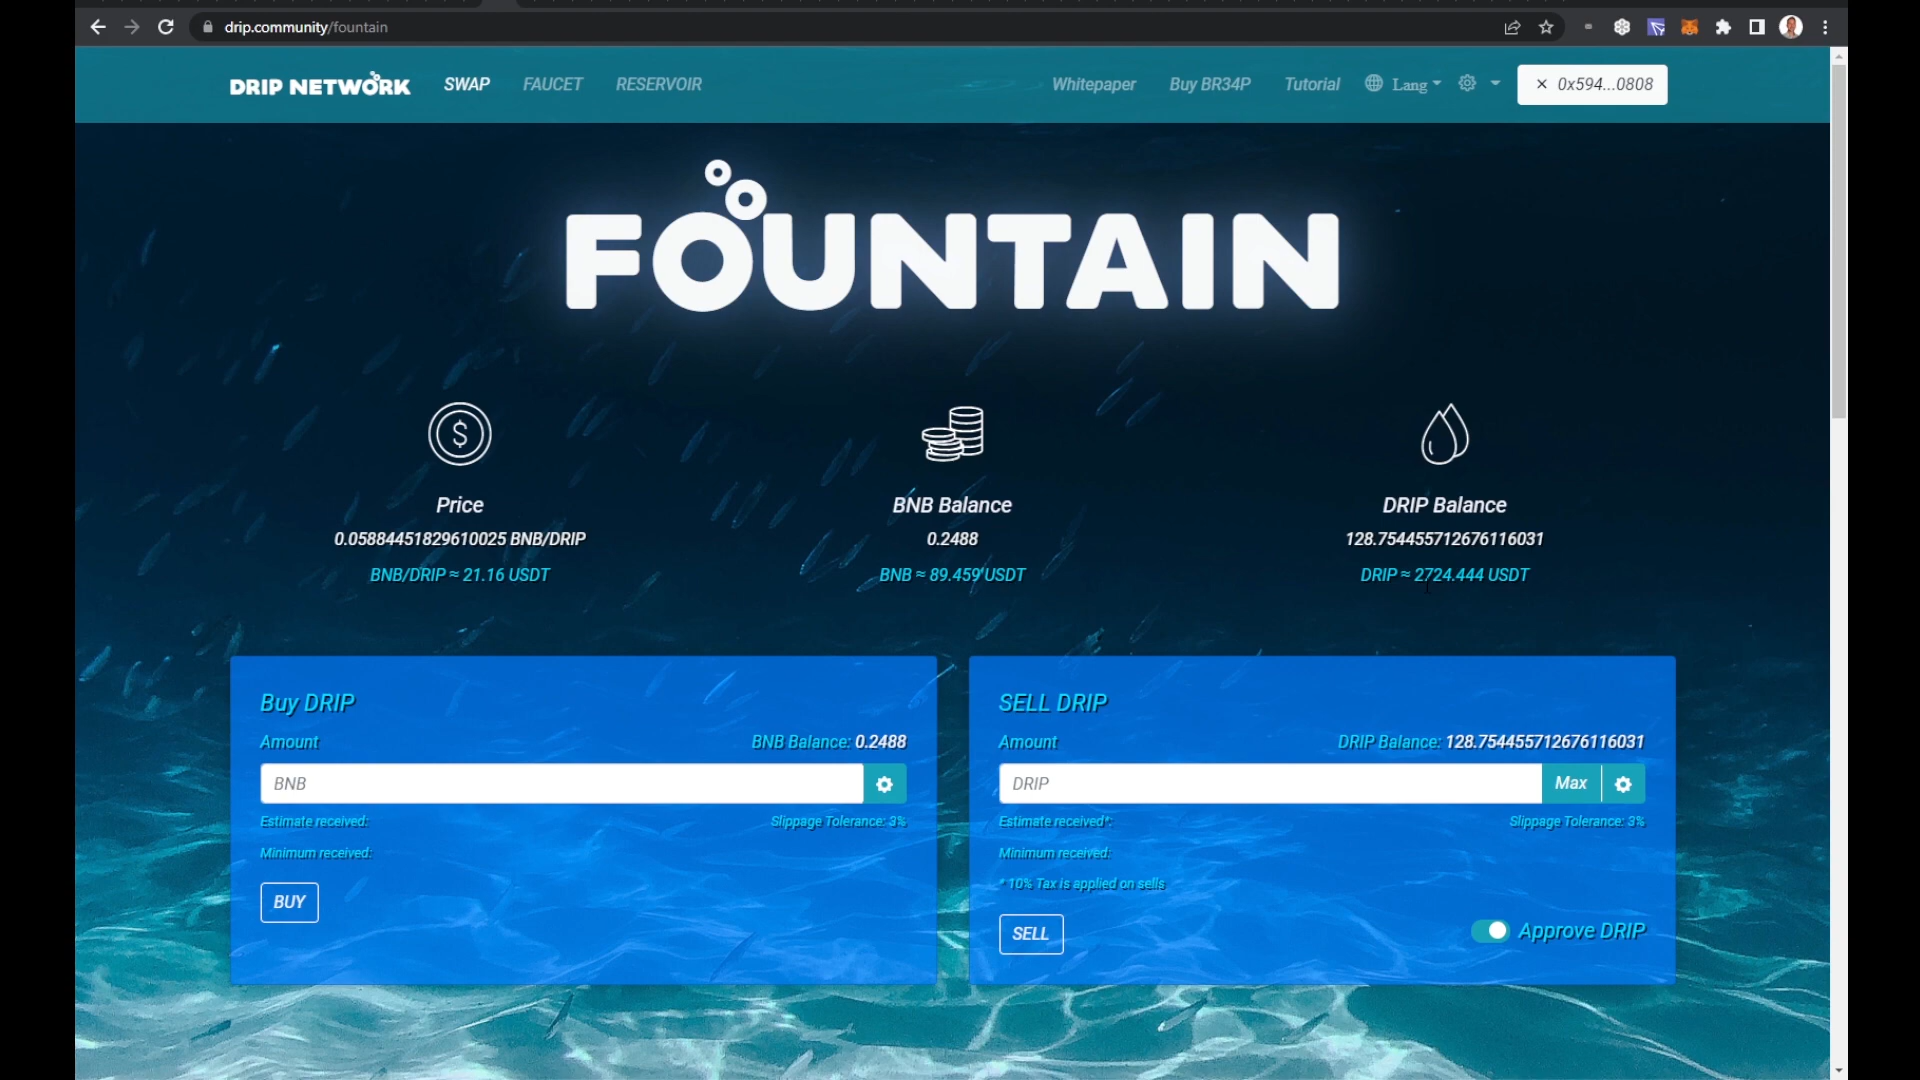 drip.community/fountain
DRIP NETWORK SWAP FAUCET RESERVOIR Whitepaper Buy BR34P Tutorial Lang × 0x594...0808
FOUNTAIN
$
Price BNB Balance DRIP Balance
0.05884451829610025 BNB/DRIP 0.2488 128.754455712676116031
BNB/DRIP ≈ 21.16 USDT BNB ≈ 89.459 USDT DRIP ≈ 2724.444 USDT
Buy DRIP
Amount BNB Balance: 0.2488
BNB
Estimate received: Slippage Tolerance: 3%
Minimum received:
BUY
SELL DRIP
Amount DRIP Balance: 128.754455712676116031
DRIP Max
Estimate received*: Slippage Tolerance: 3%
Minimum received:
* 10% Tax is applied on sells
SELL Approve DRIP